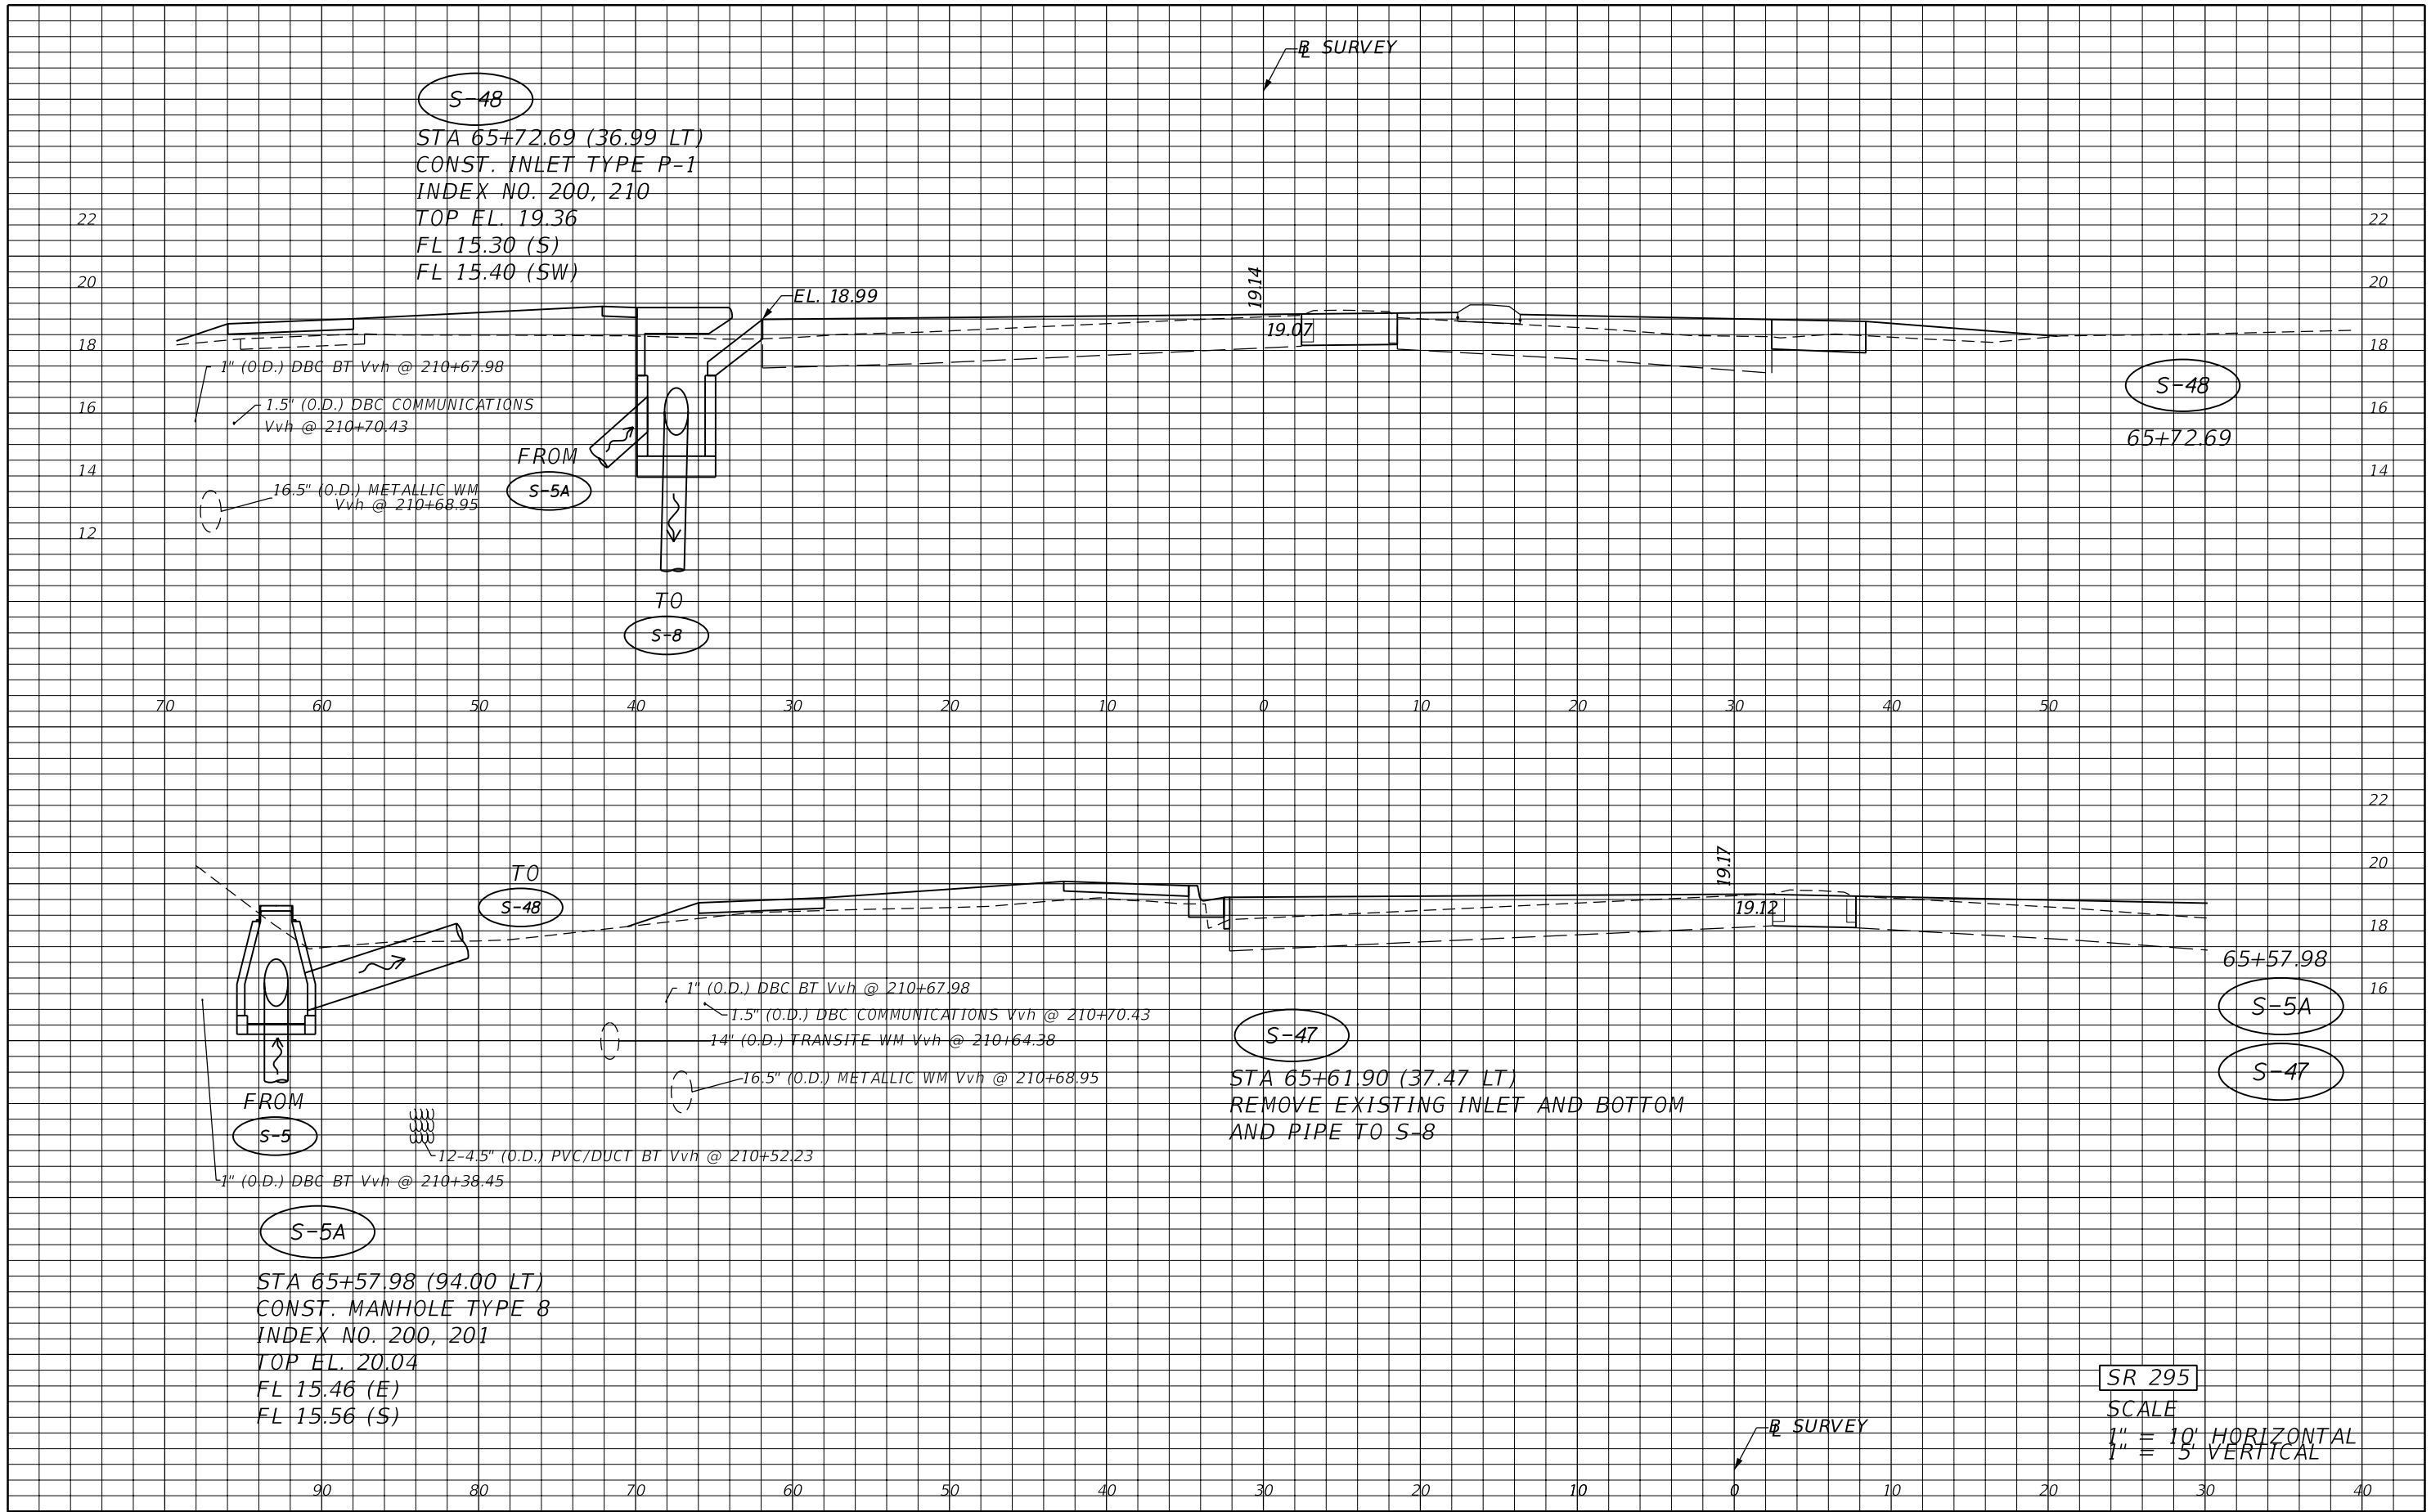 ℄ SURVEY
S-48
STA 65+72.69 (36.99 LT)
CONST. INLET TYPE P-1
INDEX NO. 200, 210
TOP EL. 19.36
FL 15.30 (S)
FL 15.40 (SW)
22
22
20
20
19.14
EL. 18.99
19.07
18
18
1" (O.D.) DBC BT Vvh @ 210+67.98
S-48
16
16
1.5" (O.D.) DBC COMMUNICATIONS
Vvh @ 210+70.43
65+72.69
FROM
14
14
S-5A
16.5" (O.D.) METALLIC WM
Vvh @ 210+68.95
12
TO
S-8
70 60 50 40 30 20 10 0 10 20 30 40 50
22
19.17
20
TO
S-48
19.12
18
65+57.98
16
1" (O.D.) DBC BT Vvh @ 210+67.98
S-5A
1.5" (O.D.) DBC COMMUNICATIONS Vvh @ 210+70.43
14" (O.D.) TRANSITE WM Vvh @ 210+64.38
S-47
S-47
16.5" (O.D.) METALLIC WM Vvh @ 210+68.95
STA 65+61.90 (37.47 LT)
REMOVE EXISTING INLET AND BOTTOM
AND PIPE TO S-8
FROM
S-5
12-4.5" (O.D.) PVC/DUCT BT Vvh @ 210+52.23
1" (O.D.) DBC BT Vvh @ 210+38.45
S-5A
STA 65+57.98 (94.00 LT)
CONST. MANHOLE TYPE 8
INDEX NO. 200, 201
TOP EL. 20.04
FL 15.46 (E)
FL 15.56 (S)
SR 295
SCALE
1" = 10' HORIZONTAL
1" = 5' VERTICAL
℄ SURVEY
90 80 70 60 50 40 30 20 10 0 10 20 30 40